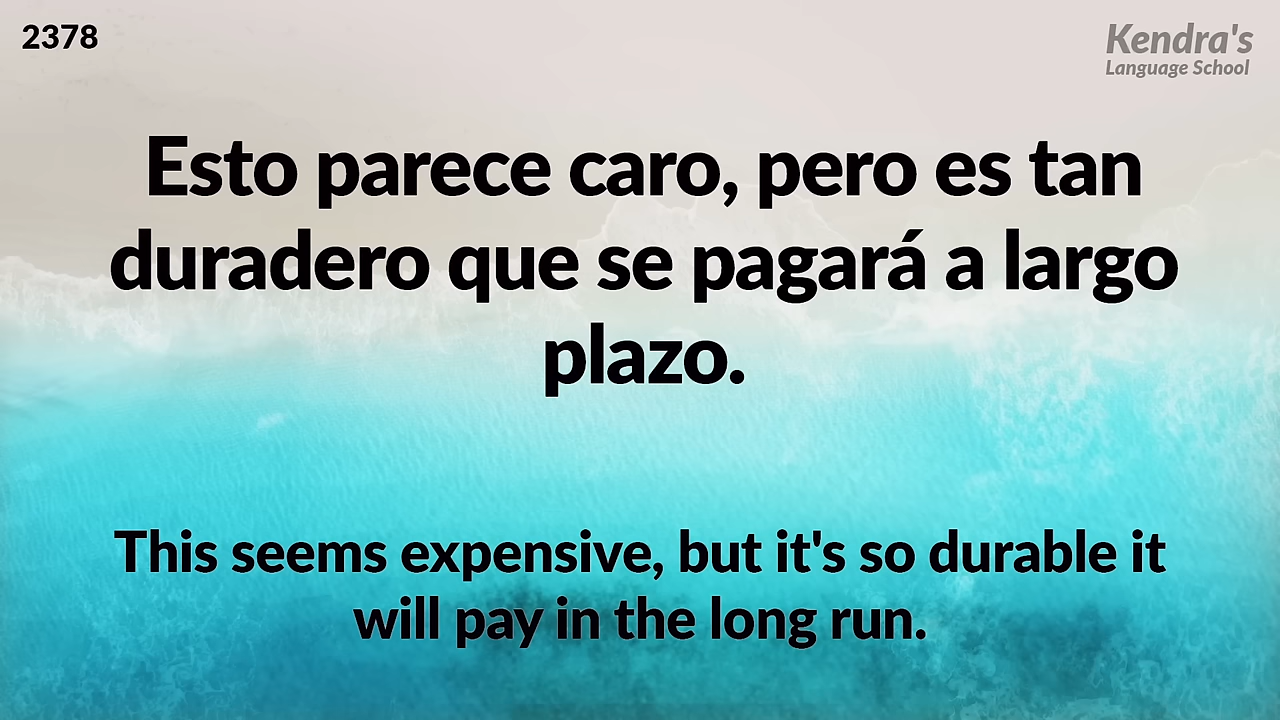 2378
Kendra's
Language School
Esto parece caro, pero es tan
duradero que se pagará a largo
plazo.
This seems expensive, but it's so durable it
will pay in the long run.